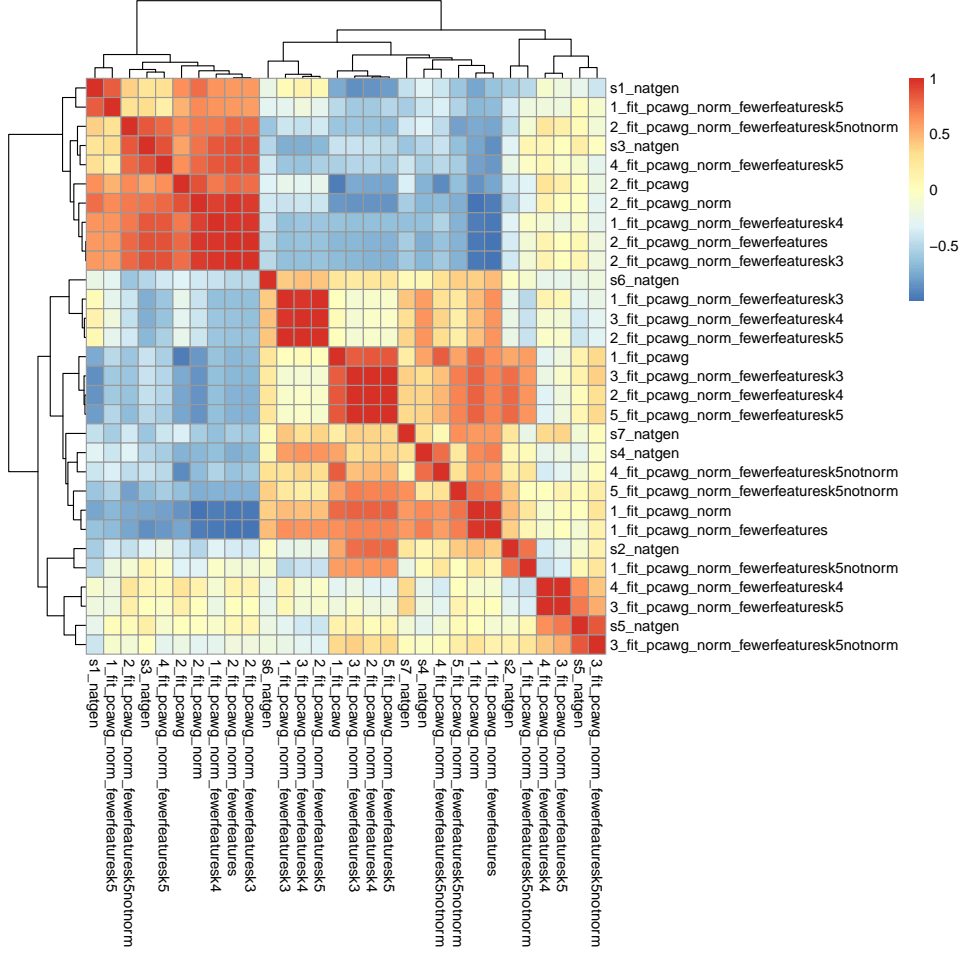 1
0.5
0
−0.5
s1_natgen
1_fit_pcawg_norm_fewerfeaturesk5
2_fit_pcawg_norm_fewerfeaturesk5notnorm
s3_natgen
4_fit_pcawg_norm_fewerfeaturesk5
2_fit_pcawg
2_fit_pcawg_norm
1_fit_pcawg_norm_fewerfeaturesk4
2_fit_pcawg_norm_fewerfeatures
2_fit_pcawg_norm_fewerfeaturesk3
s6_natgen
1_fit_pcawg_norm_fewerfeaturesk3
3_fit_pcawg_norm_fewerfeaturesk4
2_fit_pcawg_norm_fewerfeaturesk5
1_fit_pcawg
3_fit_pcawg_norm_fewerfeaturesk3
2_fit_pcawg_norm_fewerfeaturesk4
5_fit_pcawg_norm_fewerfeaturesk5
s7_natgen
s4_natgen
4_fit_pcawg_norm_fewerfeaturesk5notnorm
5_fit_pcawg_norm_fewerfeaturesk5notnorm
1_fit_pcawg_norm
1_fit_pcawg_norm_fewerfeatures
s2_natgen
1_fit_pcawg_norm_fewerfeaturesk5notnorm
4_fit_pcawg_norm_fewerfeaturesk4
3_fit_pcawg_norm_fewerfeaturesk5
s5_natgen
3_fit_pcawg_norm_fewerfeaturesk5notnorm
s1_natgen
1_fit_pcawg_norm_fewerfeaturesk5
2_fit_pcawg_norm_fewerfeaturesk5notnorm
s3_natgen
4_fit_pcawg_norm_fewerfeaturesk5
2_fit_pcawg
2_fit_pcawg_norm
1_fit_pcawg_norm_fewerfeaturesk4
2_fit_pcawg_norm_fewerfeatures
2_fit_pcawg_norm_fewerfeaturesk3
s6_natgen
1_fit_pcawg_norm_fewerfeaturesk3
3_fit_pcawg_norm_fewerfeaturesk4
2_fit_pcawg_norm_fewerfeaturesk5
1_fit_pcawg
3_fit_pcawg_norm_fewerfeaturesk3
2_fit_pcawg_norm_fewerfeaturesk4
5_fit_pcawg_norm_fewerfeaturesk5
s7_natgen
s4_natgen
4_fit_pcawg_norm_fewerfeaturesk5notnorm
5_fit_pcawg_norm_fewerfeaturesk5notnorm
1_fit_pcawg_norm
1_fit_pcawg_norm_fewerfeatures
s2_natgen
1_fit_pcawg_norm_fewerfeaturesk5notnorm
4_fit_pcawg_norm_fewerfeaturesk4
3_fit_pcawg_norm_fewerfeaturesk5
s5_natgen
3_fit_pcawg_norm_fewerfeaturesk5notnorm